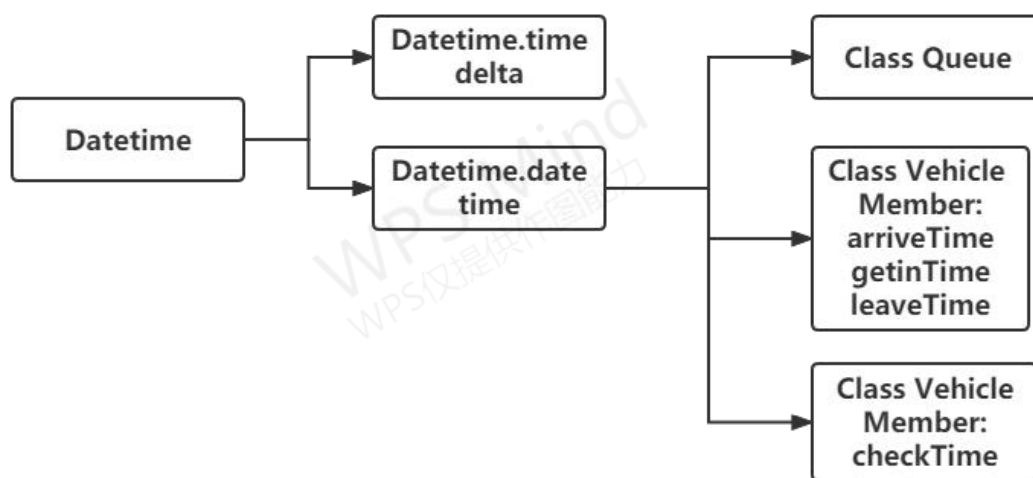 Datetime.time
delta
Class Queue
Datetime
Datetime.date
time
Class Vehicle
Member:
arriveTime
getinTime
leaveTime
Class Vehicle
Member:
checkTime
WPS Mind
WPS仅提供作图能力